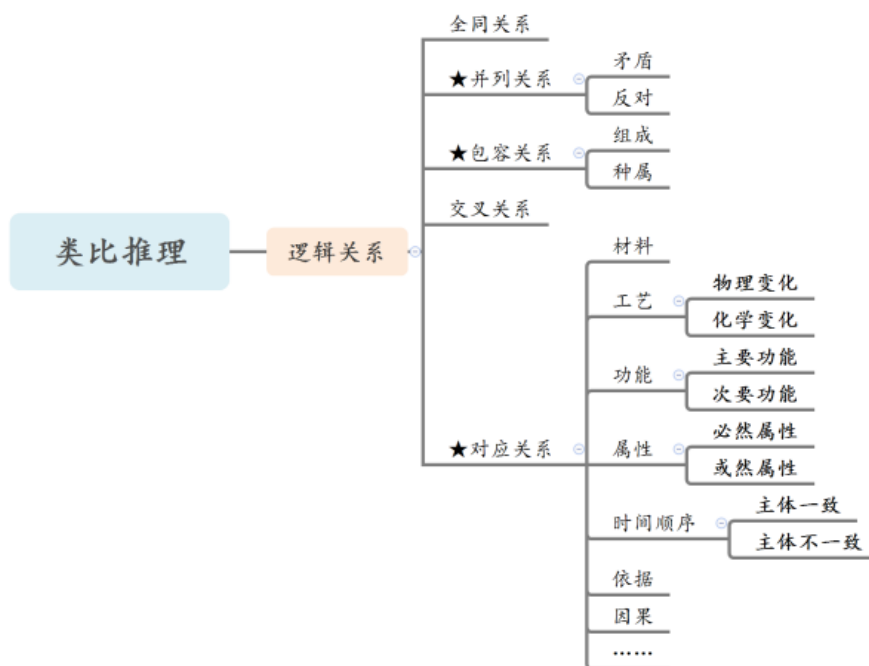 类比推理
逻辑关系
全同关系
★并列关系
矛盾
反对
★包容关系
组成
种属
交叉关系
★对应关系
材料
工艺
物理变化
化学变化
功能
主要功能
次要功能
属性
必然属性
或然属性
时间顺序
主体一致
主体不一致
依据
因果
……